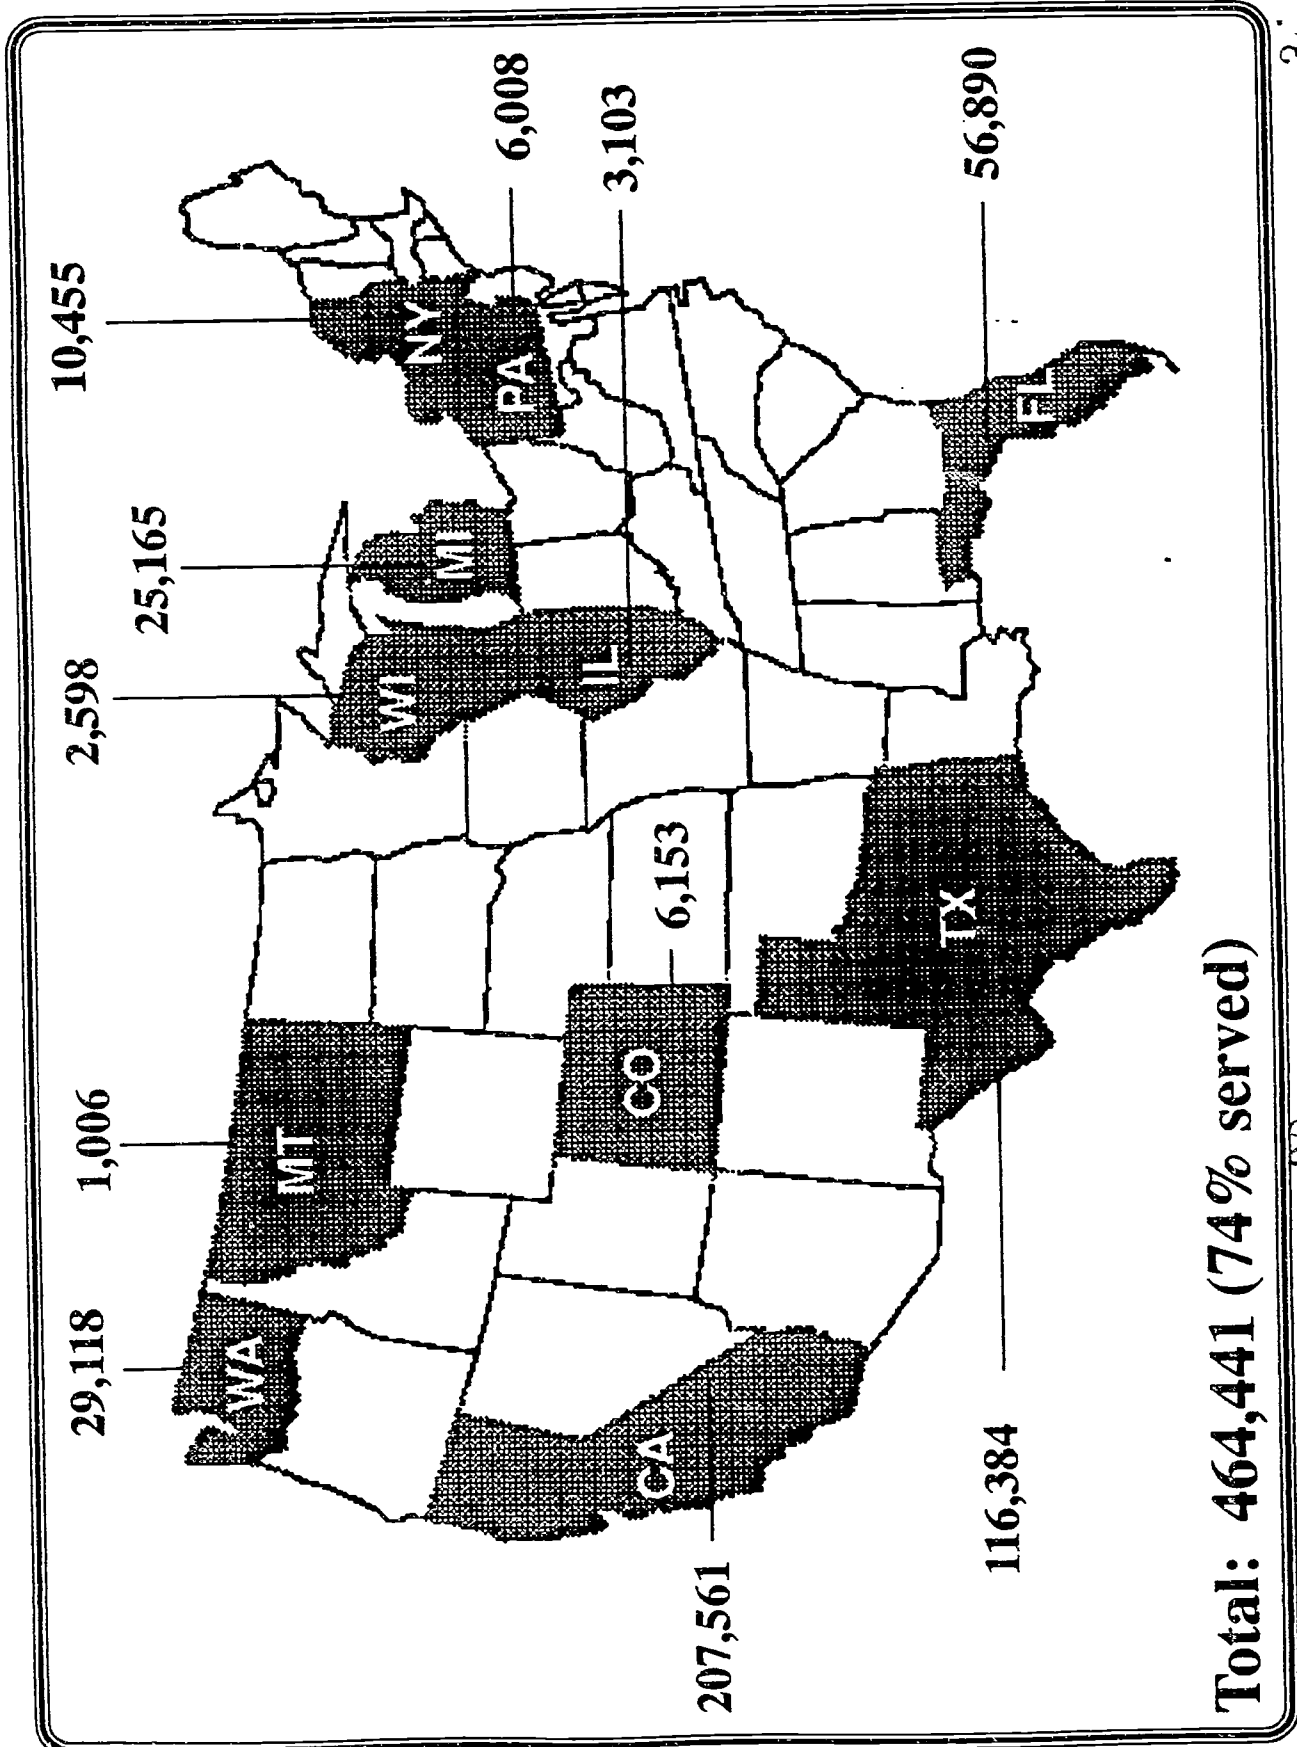 29,118
1,006
2,598
25,165
10,455
WA
MT
WI
MI
NY
PA
6,008
IL
3,103
CO
6,153
CA
207,561
TX
116,384
FL
56,890
Total: 464,441 (74% served)